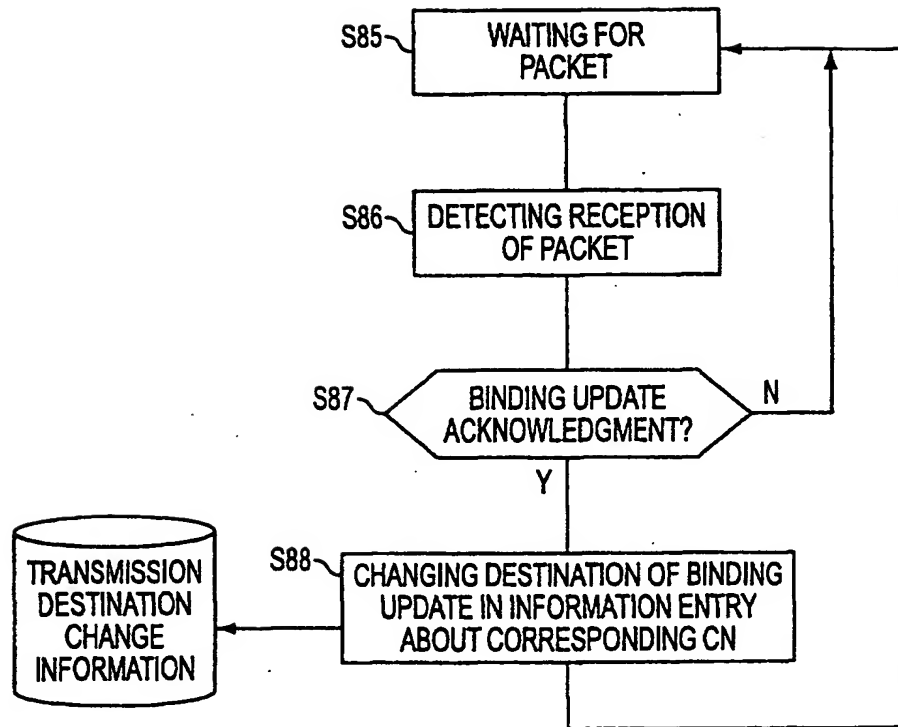 S85
WAITING FOR
PACKET
S86
DETECTING RECEPTION
OF PACKET
S87
BINDING UPDATE
ACKNOWLEDGMENT?
N
Y
S88
CHANGING DESTINATION OF BINDING
UPDATE IN INFORMATION ENTRY
ABOUT CORRESPONDING CN
TRANSMISSION
DESTINATION
CHANGE
INFORMATION